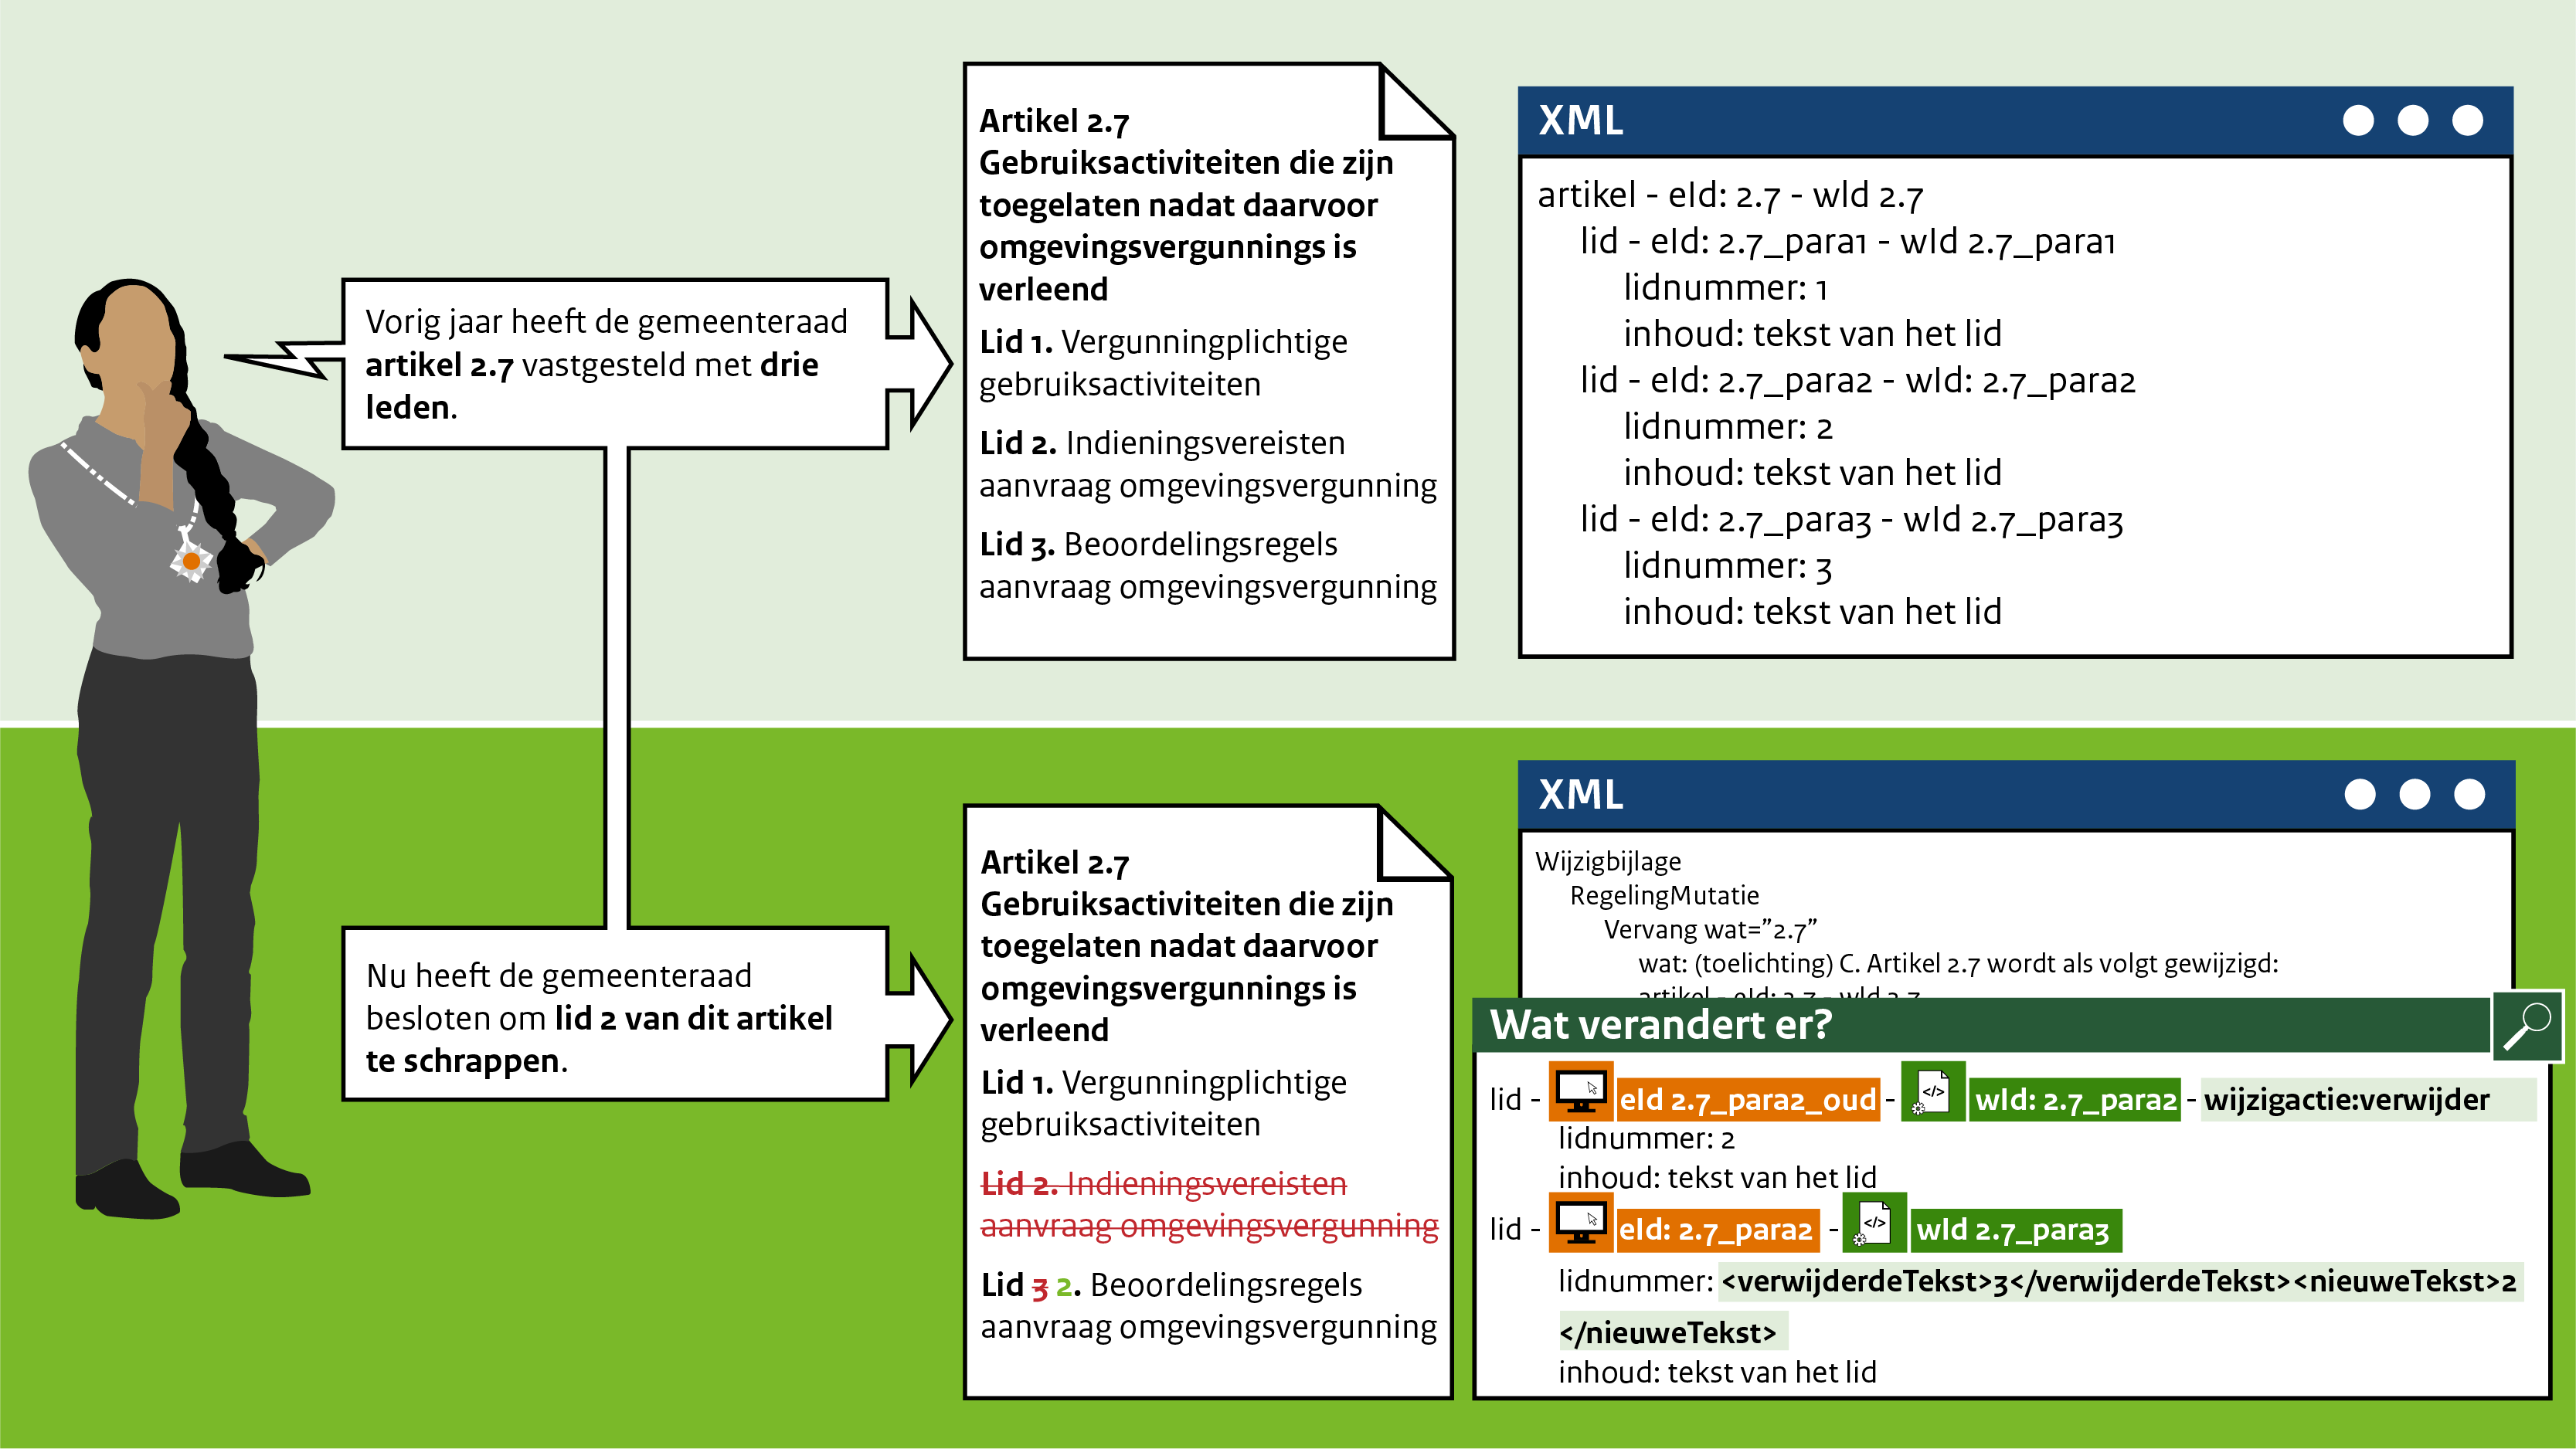 Vorig jaar heeft de gemeenteraad
artikel 2.7 vastgesteld met drie
leden.
Artikel 2.7
Gebruiksactiviteiten die zijn
toegelaten nadat daarvoor
omgevingsvergunnings is
verleend
Lid 1. Vergunningplichtige
gebruiksactiviteiten
Lid 2. Indieningsvereisten
aanvraag omgevingsvergunning
Lid 3. Beoordelingsregels
aanvraag omgevingsvergunning
XML
artikel - eId: 2.7 - wId 2.7
lid - eId: 2.7_para1 - wId 2.7_para1
lidnummer: 1
inhoud: tekst van het lid
lid - eId: 2.7_para2 - wId: 2.7_para2
lidnummer: 2
inhoud: tekst van het lid
lid - eId: 2.7_para3 - wId 2.7_para3
lidnummer: 3
inhoud: tekst van het lid
Nu heeft de gemeenteraad
besloten om lid 2 van dit artikel
te schrappen.
Artikel 2.7
Gebruiksactiviteiten die zijn
toegelaten nadat daarvoor
omgevingsvergunnings is
verleend
Lid 1. Vergunningplichtige
gebruiksactiviteiten
Lid 2. Indieningsvereisten
aanvraag omgevingsvergunning
Lid 3 2. Beoordelingsregels
aanvraag omgevingsvergunning
XML
Wijzigbijlage
RegelingMutatie
Vervang wat=”2.7”
wat: (toelichting) C. Artikel 2.7 wordt als volgt gewijzigd:
artikel - eId: 2.7 - wId 2.7
Wat verandert er?
lid - eId 2.7_para2_oud - </> wId: 2.7_para2 - wijzigactie:verwijder
lidnummer: 2
inhoud: tekst van het lid
lid - eId: 2.7_para2 - </> wId 2.7_para3
lidnummer: <verwijderdeTekst>3</verwijderdeTekst><nieuweTekst>2
</nieuweTekst>
inhoud: tekst van het lid